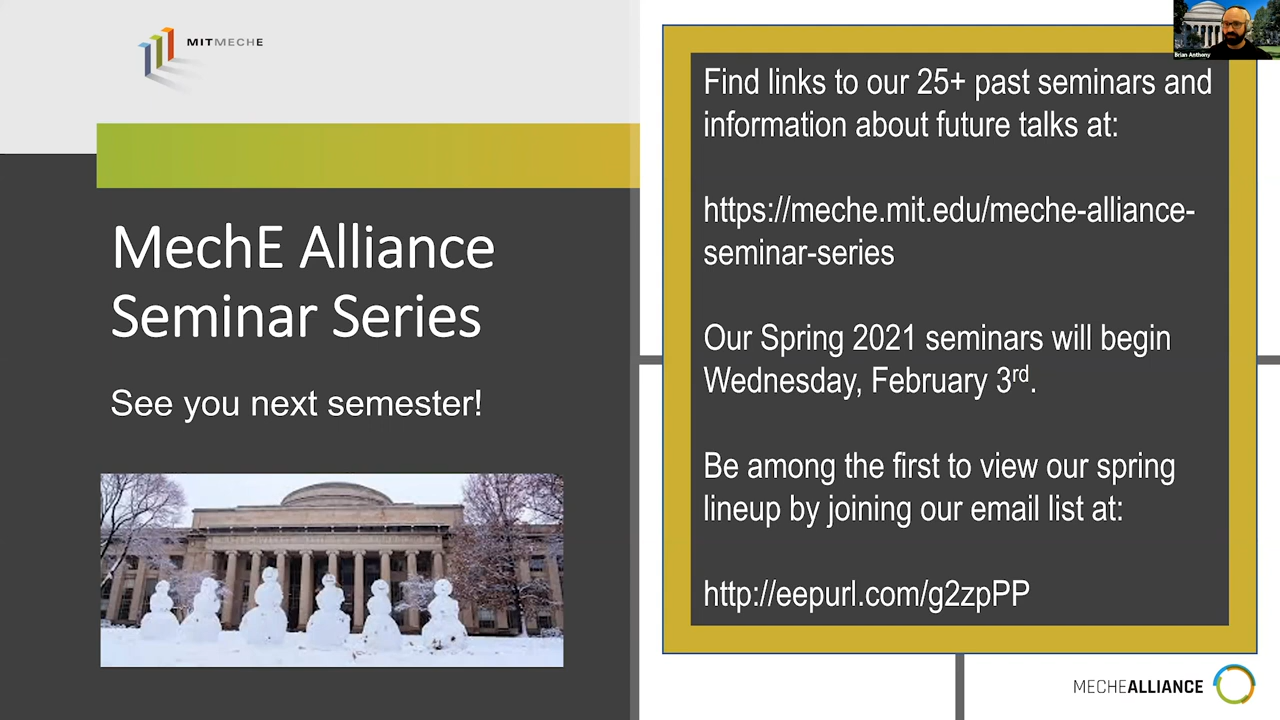 MITMECHE
MechE Alliance
Seminar Series
See you next semester!
Brian Anthony
Find links to our 25+ past seminars and
information about future talks at:
https://meche.mit.edu/meche-alliance-
seminar-series
Our Spring 2021 seminars will begin
Wednesday, February 3rd.
Be among the first to view our spring
lineup by joining our email list at:
http://eepurl.com/g2zpPP
MECHEALLIANCE